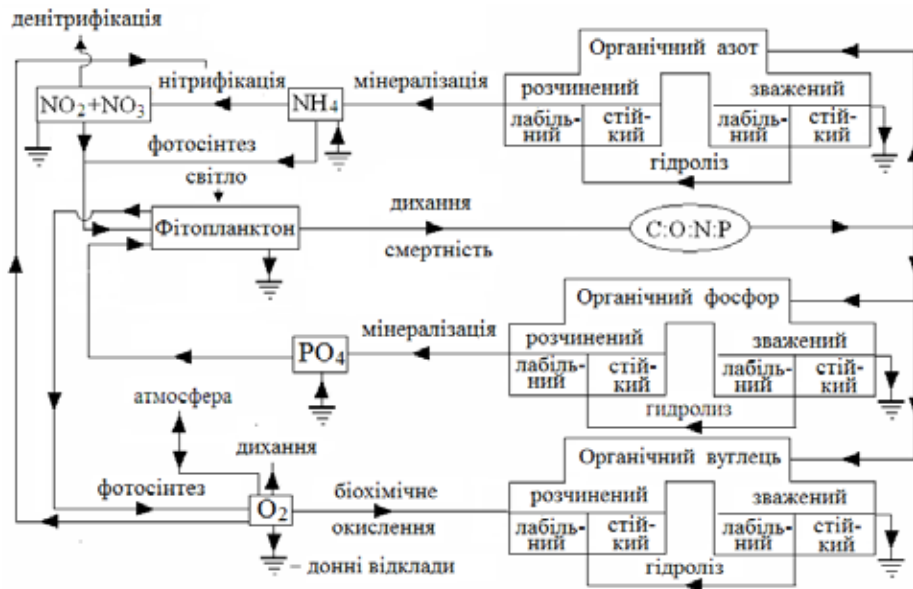 денітрифікація
Органічний азот
нітрифікація
мінералізація
розчинений
зважений
NO₂+NO₃
NH₄
лабіль-
ний
стій-
кий
лабіль-
ний
стій-
кий
фотосінтез
гідроліз
світло
Фітопланктон
дихання
смертність
C:O:N:P
Органічний фосфор
мінералізація
розчинений
зважений
PO₄
лабіль-
ний
стій-
кий
лабіль-
ний
стій-
кий
атмосфера
гидролиз
дихання
Органічний вуглець
фотосінтез
O₂
біохімічне
окислення
розчинений
зважений
лабіль-
ний
стій-
кий
лабіль-
ний
стій-
кий
– донні відклади
гідроліз